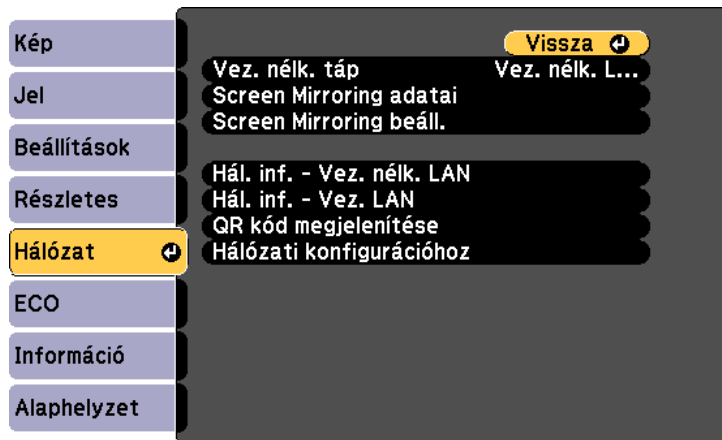 Kép
Jel
Beállítások
Részletes
Hálózat
ECO
Információ
Alaphelyzet
Vissza
Vez. nélk. táp Vez. nélk. L...
Screen Mirroring adatai
Screen Mirroring beáll.
Hál. inf. - Vez. nélk. LAN
Hál. inf. - Vez. LAN
QR kód megjelenítése
Hálózati konfigurációhoz